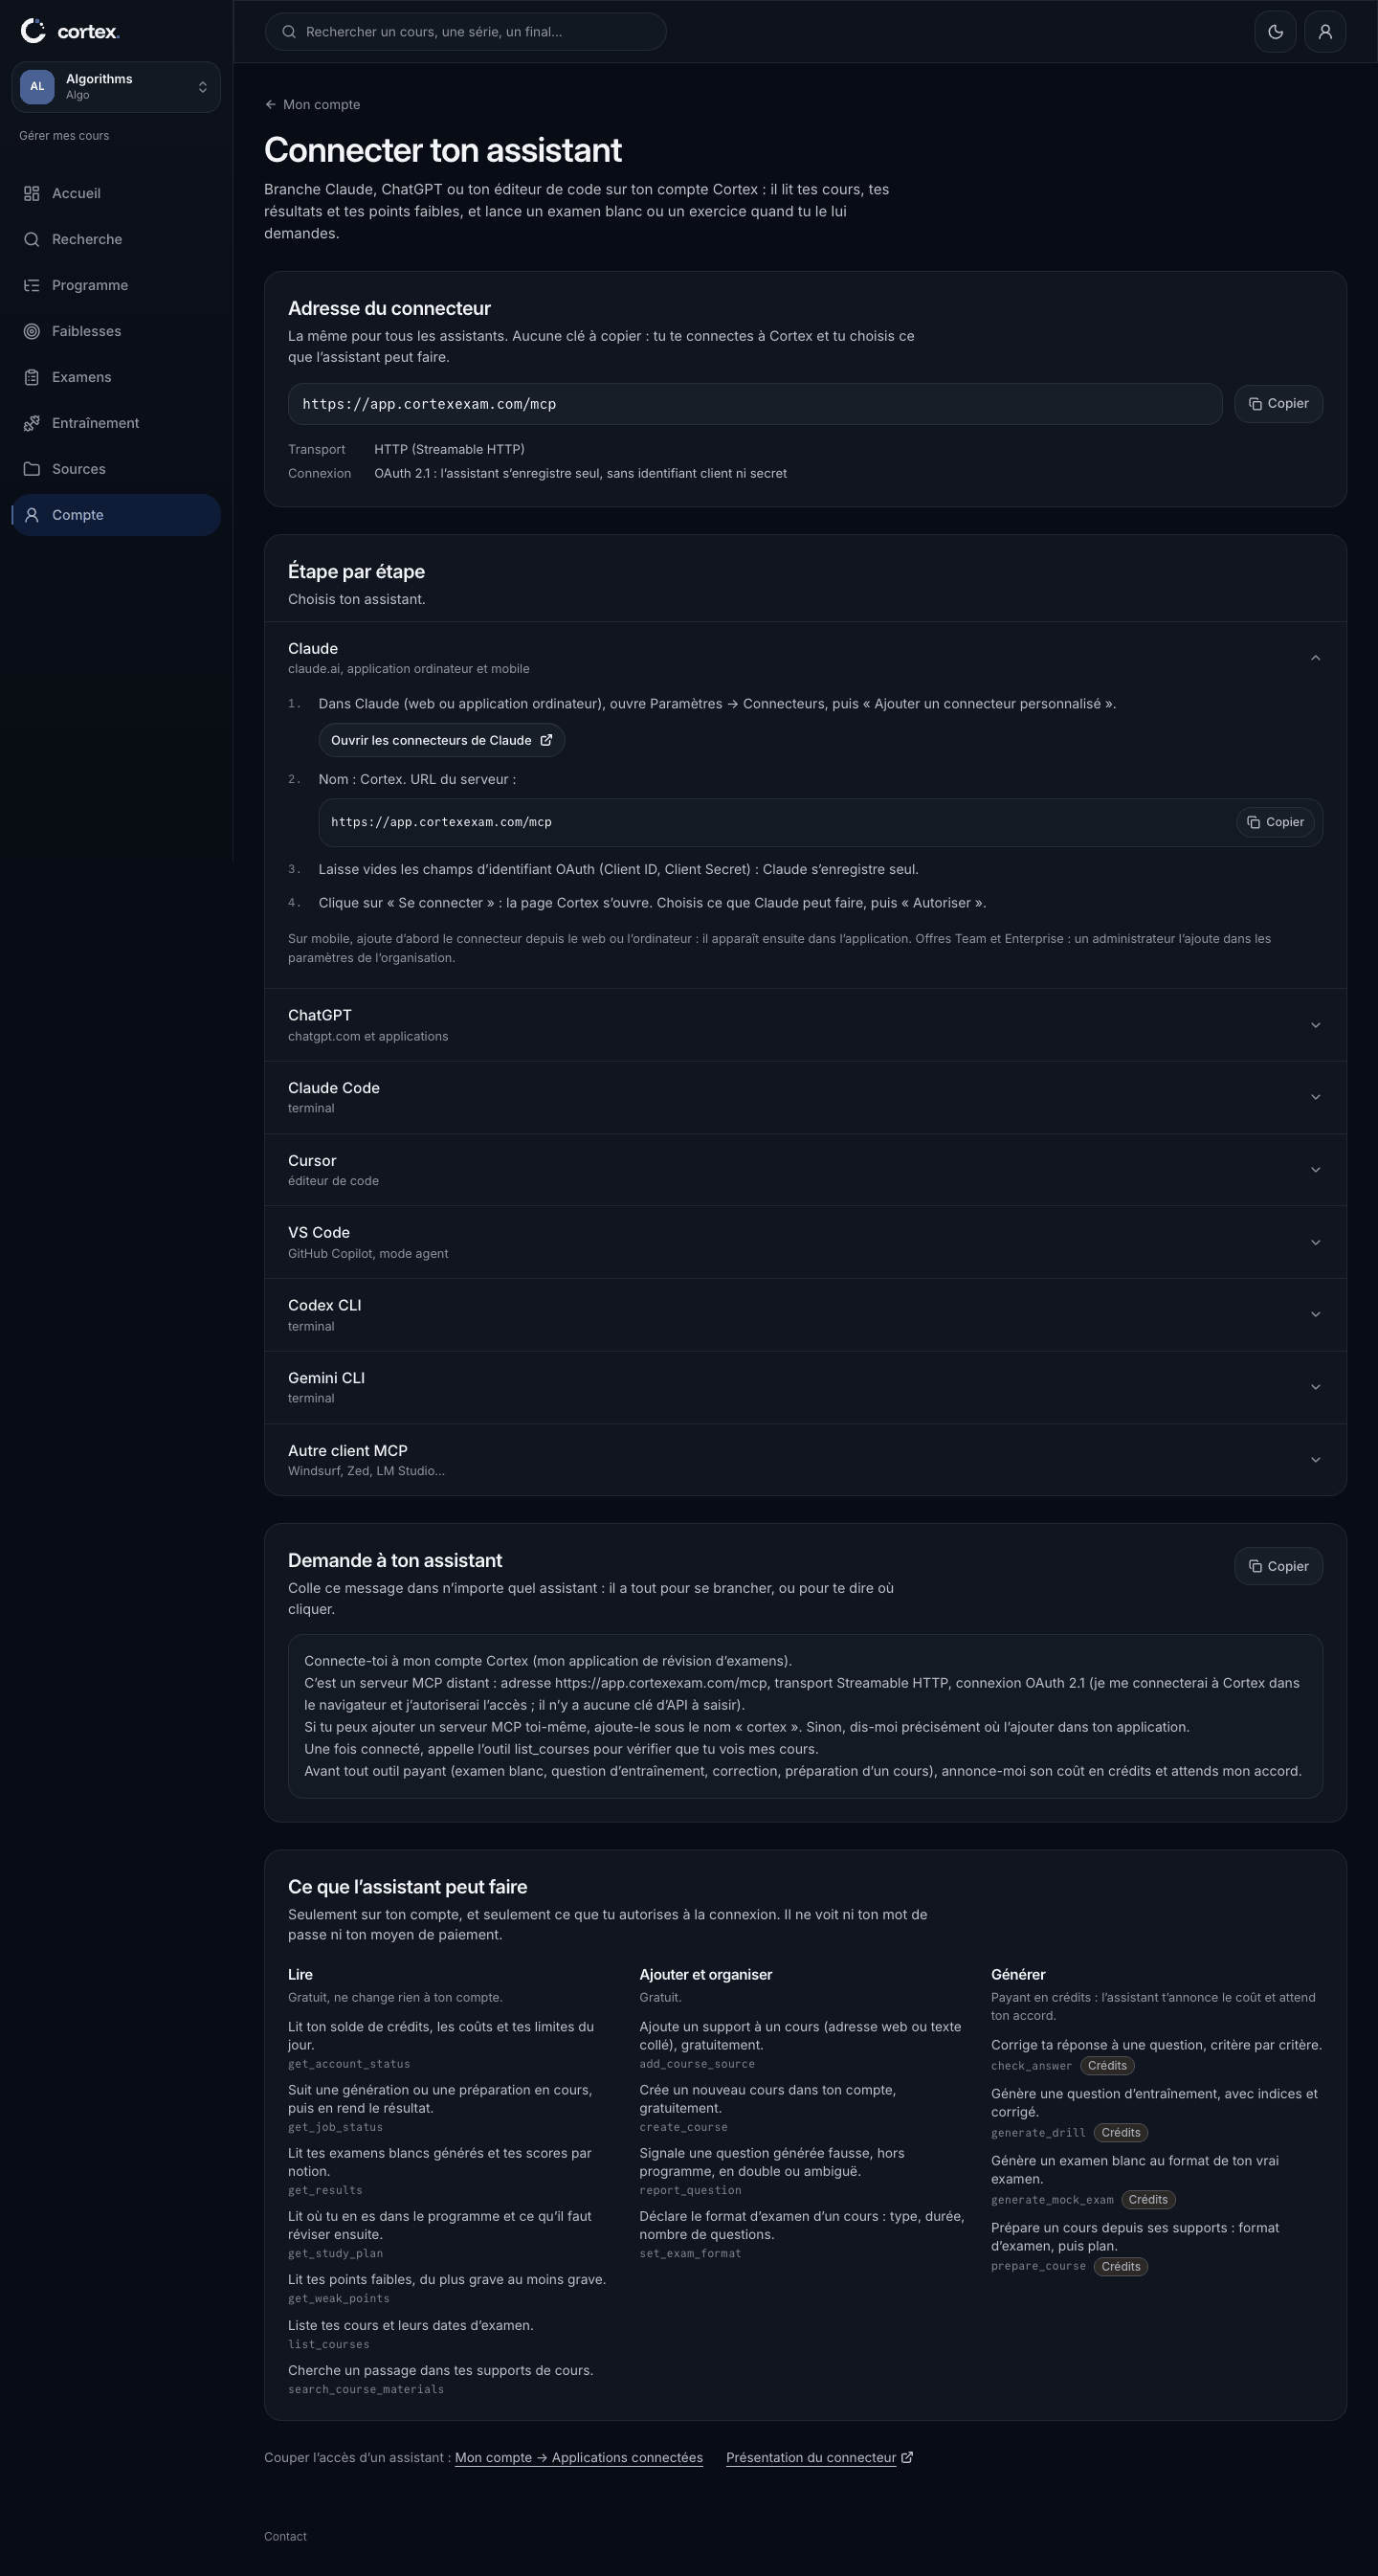 cortex.
Rechercher un cours, une série, un final...
AL
Algorithms
Algo
Gérer mes cours
Accueil
Recherche
Programme
Faiblesses
Examens
Entraînement
Sources
Compte
Mon compte
Connecter ton assistant
Branche Claude, ChatGPT ou ton éditeur de code sur ton compte Cortex : il lit tes cours, tes
résultats et tes points faibles, et lance un examen blanc ou un exercice quand tu le lui
demandes.
Adresse du connecteur
La même pour tous les assistants. Aucune clé à copier : tu te connectes à Cortex et tu choisis ce
que l’assistant peut faire.
https://app.cortexexam.com/mcp
Copier
Transport HTTP (Streamable HTTP)
Connexion OAuth 2.1 : l’assistant s’enregistre seul, sans identifiant client ni secret
Étape par étape
Choisis ton assistant.
Claude
claude.ai, application ordinateur et mobile
1. Dans Claude (web ou application ordinateur), ouvre Paramètres → Connecteurs, puis « Ajouter un connecteur personnalisé ».
Ouvrir les connecteurs de Claude
2. Nom : Cortex. URL du serveur :
https://app.cortexexam.com/mcp
Copier
3. Laisse vides les champs d’identifiant OAuth (Client ID, Client Secret) : Claude s’enregistre seul.
4. Clique sur « Se connecter » : la page Cortex s’ouvre. Choisis ce que Claude peut faire, puis « Autoriser ».
Sur mobile, ajoute d’abord le connecteur depuis le web ou l’ordinateur : il apparaît ensuite dans l’application. Offres Team et Enterprise : un administrateur l’ajoute dans les
paramètres de l’organisation.
ChatGPT
chatgpt.com et applications
Claude Code
terminal
Cursor
éditeur de code
VS Code
GitHub Copilot, mode agent
Codex CLI
terminal
Gemini CLI
terminal
Autre client MCP
Windsurf, Zed, LM Studio…
Demande à ton assistant
Copier
Colle ce message dans n’importe quel assistant : il a tout pour se brancher, ou pour te dire où
cliquer.
Connecte-toi à mon compte Cortex (mon application de révision d’examens).
C’est un serveur MCP distant : adresse https://app.cortexexam.com/mcp, transport Streamable HTTP, connexion OAuth 2.1 (je me connecterai à Cortex dans
le navigateur et j’autoriserai l’accès ; il n’y a aucune clé d’API à saisir).
Si tu peux ajouter un serveur MCP toi-même, ajoute-le sous le nom « cortex ». Sinon, dis-moi précisément où l’ajouter dans ton application.
Une fois connecté, appelle l’outil list_courses pour vérifier que tu vois mes cours.
Avant tout outil payant (examen blanc, question d’entraînement, correction, préparation d’un cours), annonce-moi son coût en crédits et attends mon accord.
Ce que l’assistant peut faire
Seulement sur ton compte, et seulement ce que tu autorises à la connexion. Il ne voit ni ton mot de
passe ni ton moyen de paiement.
Lire
Gratuit, ne change rien à ton compte.
Lit ton solde de crédits, les coûts et tes limites du
jour.
get_account_status
Suit une génération ou une préparation en cours,
puis en rend le résultat.
get_job_status
Lit tes examens blancs générés et tes scores par
notion.
get_results
Lit où tu en es dans le programme et ce qu’il faut
réviser ensuite.
get_study_plan
Lit tes points faibles, du plus grave au moins grave.
get_weak_points
Liste tes cours et leurs dates d’examen.
list_courses
Cherche un passage dans tes supports de cours.
search_course_materials
Ajouter et organiser
Gratuit.
Ajoute un support à un cours (adresse web ou texte
collé), gratuitement.
add_course_source
Crée un nouveau cours dans ton compte,
gratuitement.
create_course
Signale une question générée fausse, hors
programme, en double ou ambiguë.
report_question
Déclare le format d’examen d’un cours : type, durée,
nombre de questions.
set_exam_format
Générer
Payant en crédits : l’assistant t’annonce le coût et attend
ton accord.
Corrige ta réponse à une question, critère par critère.
check_answer Crédits
Génère une question d’entraînement, avec indices et
corrigé.
generate_drill Crédits
Génère un examen blanc au format de ton vrai
examen.
generate_mock_exam Crédits
Prépare un cours depuis ses supports : format
d’examen, puis plan.
prepare_course Crédits
Couper l’accès d’un assistant : Mon compte → Applications connectées
Présentation du connecteur
Contact